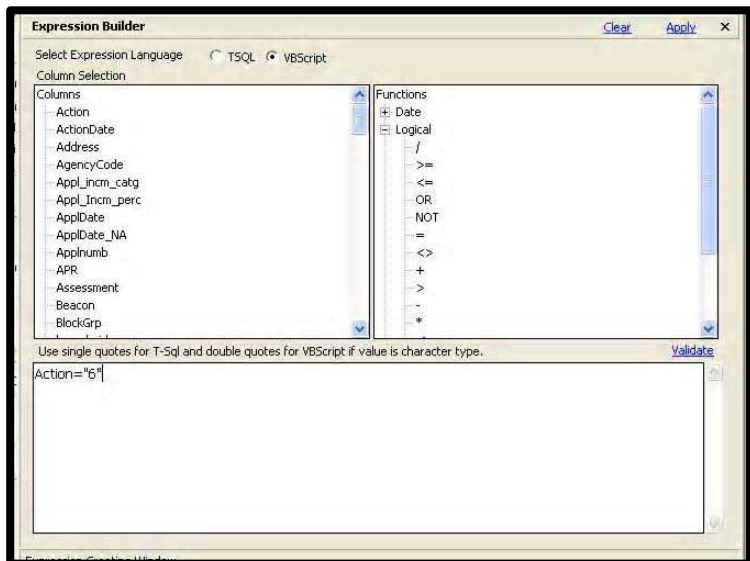 Expression Builder Clear Apply ×
Select Expression Language TSQL VBScript
Column Selection
Columns
Action
ActionDate
Address
AgencyCode
Appl_incm_catg
Appl_Incm_perc
ApplDate
ApplDate_NA
Applnumb
APR
Assessment
Beacon
BlockGrp
Functions
Date
Logical
/
>=
<=
OR
NOT
=
<>
+
>
-
*
Use single quotes for T-Sql and double quotes for VBScript if value is character type. Validate
Action="6"